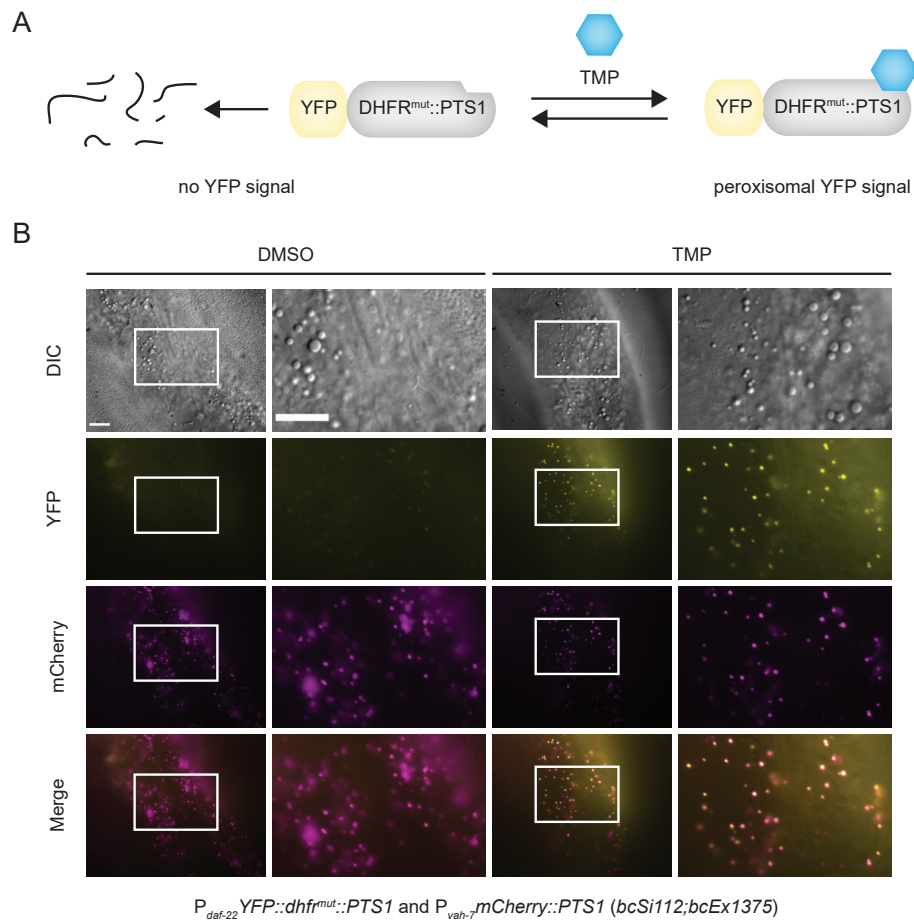 A
TMP
YFP DHFRmut::PTS1
YFP DHFRmut::PTS1
no YFP signal
peroxisomal YFP signal
B
DMSO
TMP
DIC
YFP
mCherry
Merge
Pdaf-22YFP::dhfrmut::PTS1 and Pvah-7mCherry::PTS1 (bcSi112;bcEx1375)